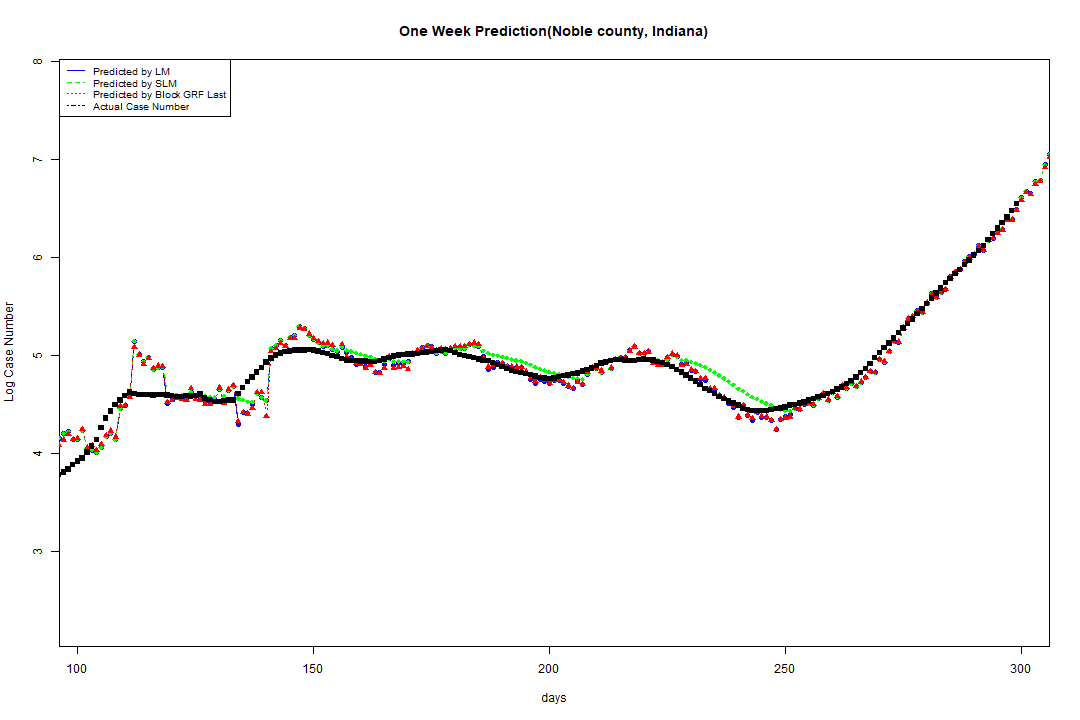 One Week Prediction(Noble county, Indiana)
Predicted by LM
Predicted by SLM
Predicted by Block GRF Last
Actual Case Number
8
7
6
5
4
3
Log Case Number
100 150 200 250 300
days